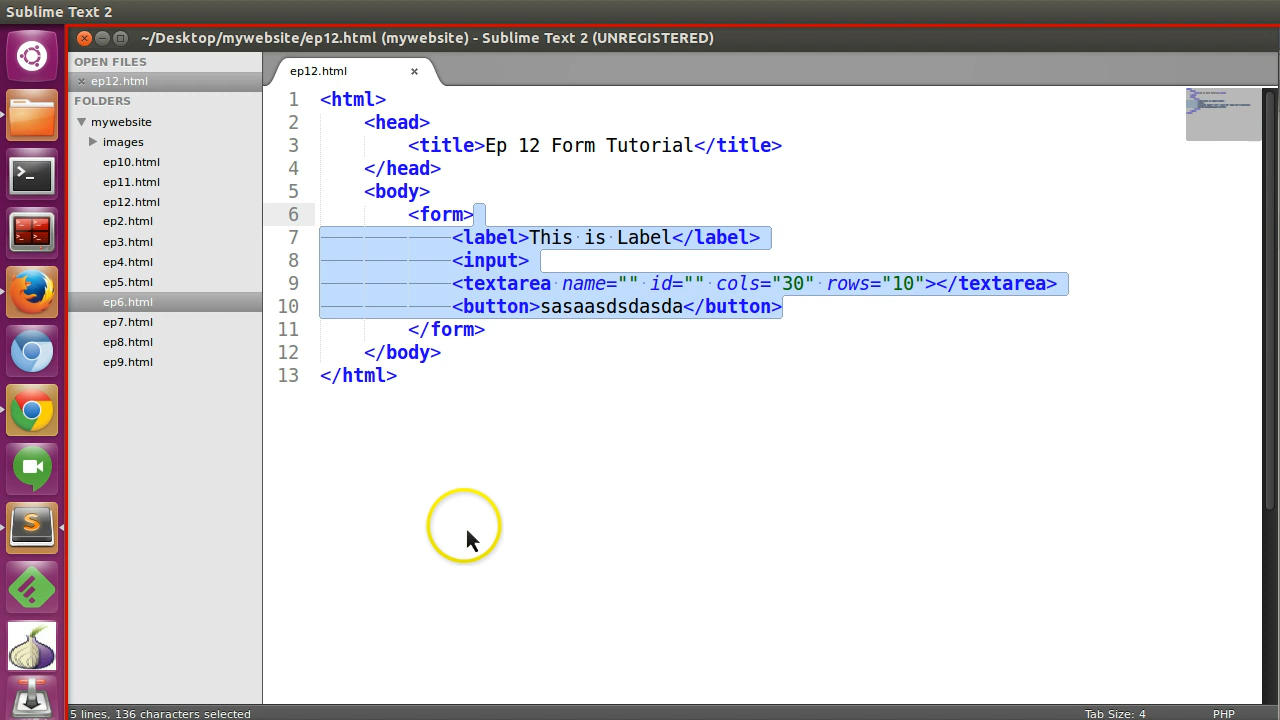 Sublime Text 2
~/Desktop/mywebsite/ep12.html (mywebsite) - Sublime Text 2 (UNREGISTERED)
OPEN FILES
ep12.html
FOLDERS
mywebsite
images
ep10.html
ep11.html
ep12.html
ep2.html
ep3.html
ep4.html
ep5.html
ep6.html
ep7.html
ep8.html
ep9.html
ep12.html
1 <html>
2 <head>
3 <title>Ep 12 Form Tutorial</title>
4 </head>
5 <body>
6 <form>
7 <label>This is Label</label>
8 <input>
9 <textarea name="" id="" cols="30" rows="10"></textarea>
10 <button>sasaasdsdasda</button>
11 </form>
12 </body>
13 </html>
5 lines, 136 characters selected
Tab Size: 4
PHP